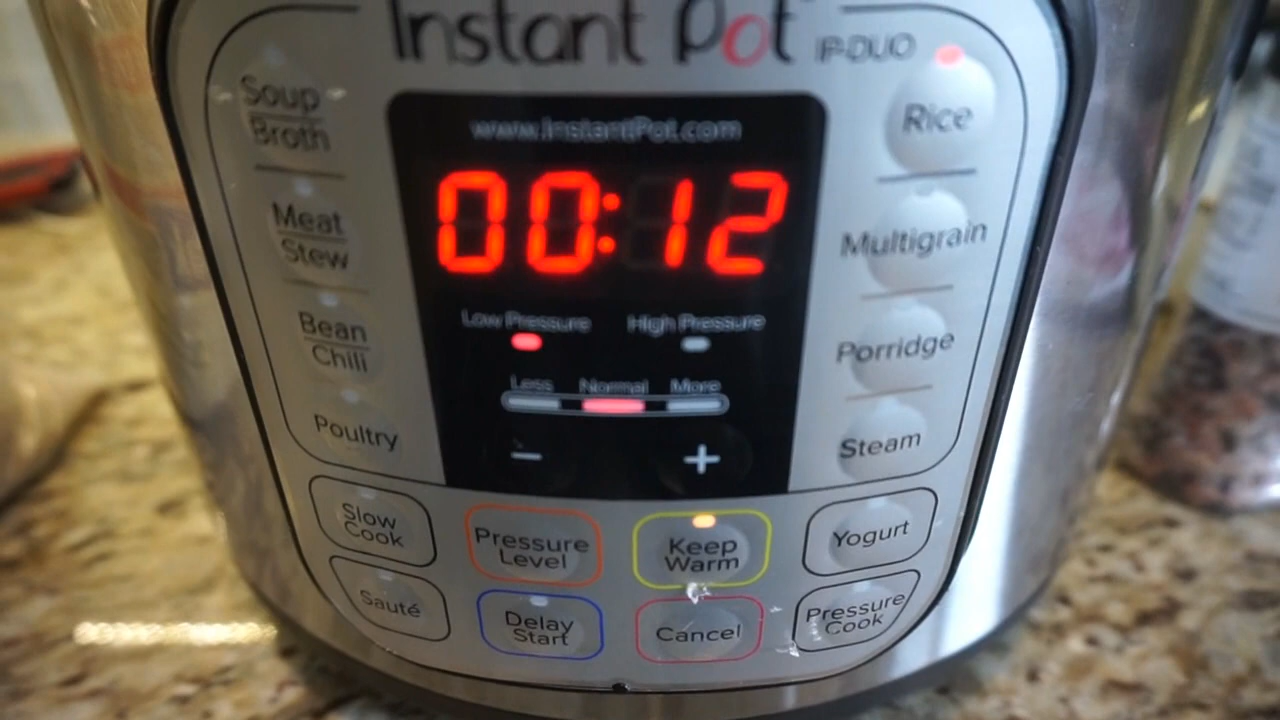 Instant Pot IP-DUO
www.InstantPot.com
00:12
Low Pressure High Pressure
Less Normal More
− +
Soup
Broth
Meat
Stew
Bean
Chili
Poultry
Rice
Multigrain
Porridge
Steam
Slow
Cook
Sauté
Pressure
Level
Delay
Start
Keep
Warm
Cancel
Yogurt
Pressure
Cook